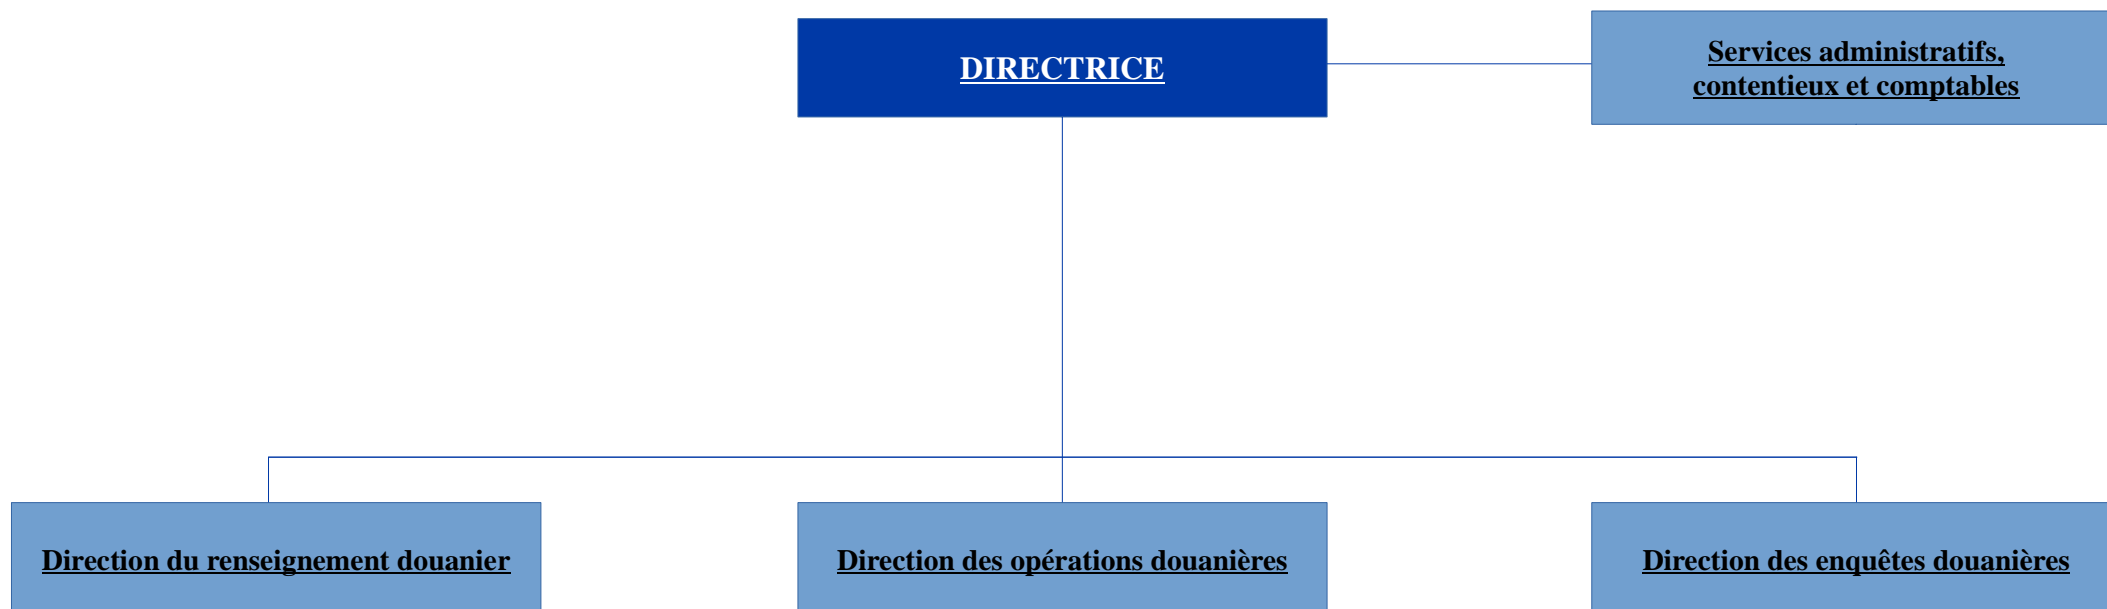 DIRECTRICE
Services administratifs,
contentieux et comptables
Direction du renseignement douanier
Direction des opérations douanières
Direction des enquêtes douanières